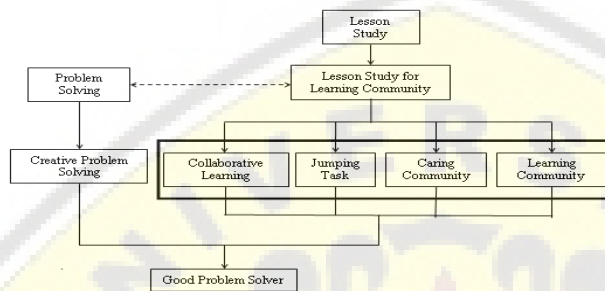 Lesson
Study
Problem
Solving
Lesson Study for
Learning Community
Creative Problem
Solving
Collaborative
Learning
Jumping
Task
Caring
Community
Learning
Community
Good Problem Solver
NIVERS